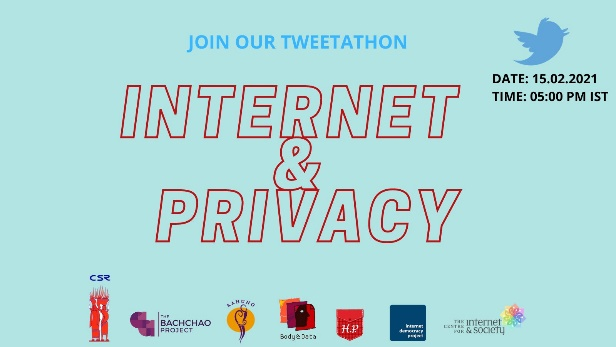 JOIN OUR TWEETATHON
DATE: 15.02.2021
TIME: 05:00 PM IST
INTERNET
&
PRIVACY
CSR
THE
BACHCHAO
PROJECT
Body & Data
H.P.
internet
democracy
project
THE
CENTRE
FOR
internet
& society